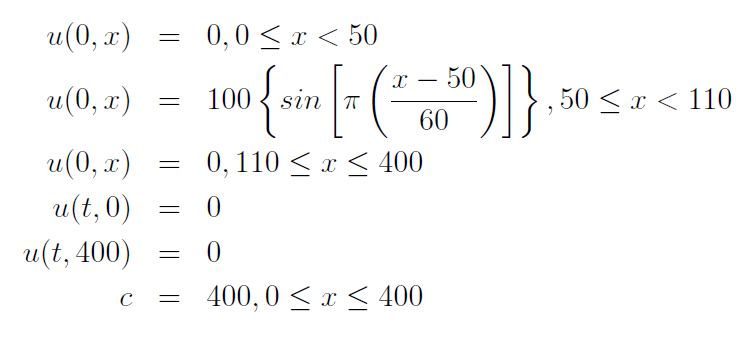 u(0, x) = 0, 0 ≤ x < 50
u(0, x) = 100 { sin [ π ( (x − 50) / 60 ) ] } , 50 ≤ x < 110
u(0, x) = 0, 110 ≤ x ≤ 400
u(t, 0) = 0
u(t, 400) = 0
c = 400, 0 ≤ x ≤ 400